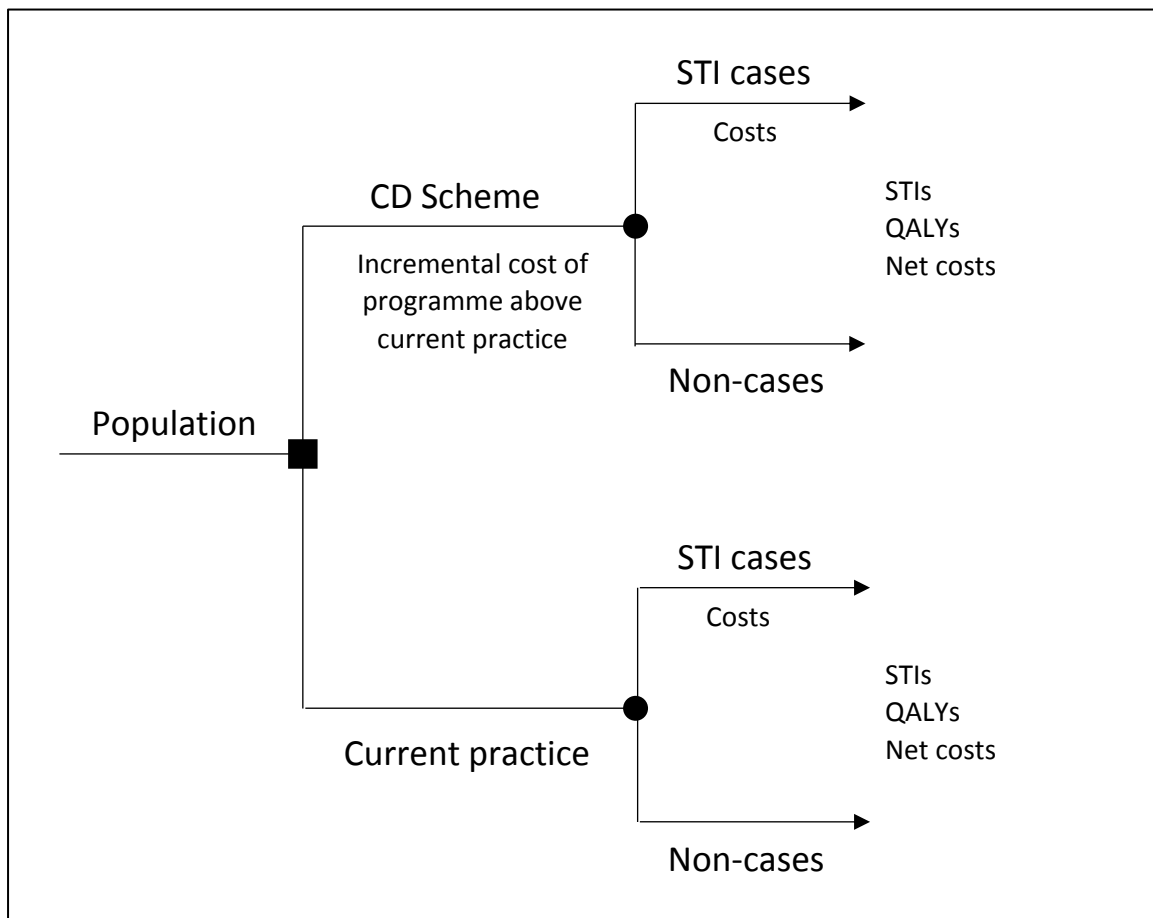 STI cases
Costs
CD Scheme
Incremental cost of
programme above
current practice
STIs
QALYs
Net costs
Non-cases
Population
STI cases
Costs
Current practice
STIs
QALYs
Net costs
Non-cases